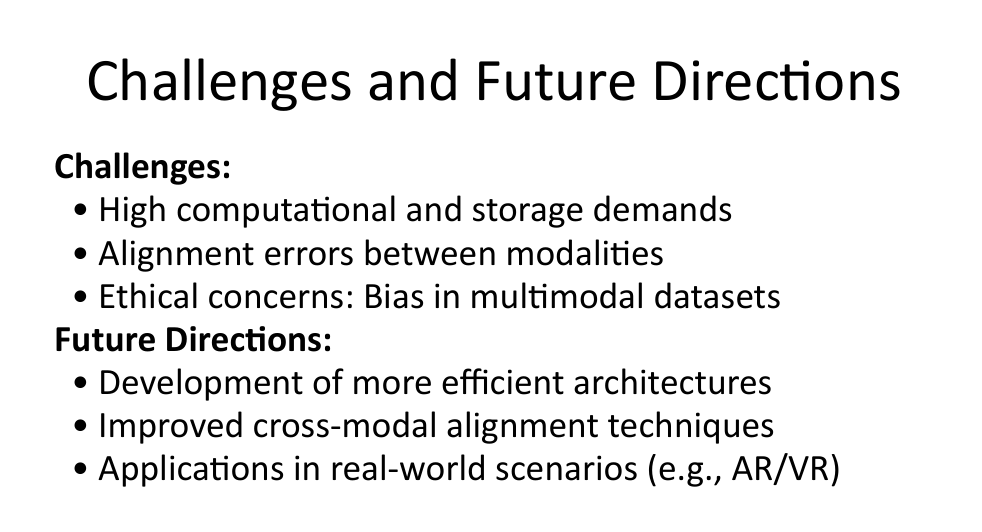 Challenges and Future Directions
Challenges:
• High computational and storage demands
• Alignment errors between modalities
• Ethical concerns: Bias in multimodal datasets
Future Directions:
• Development of more efficient architectures
• Improved cross-modal alignment techniques
• Applications in real-world scenarios (e.g., AR/VR)